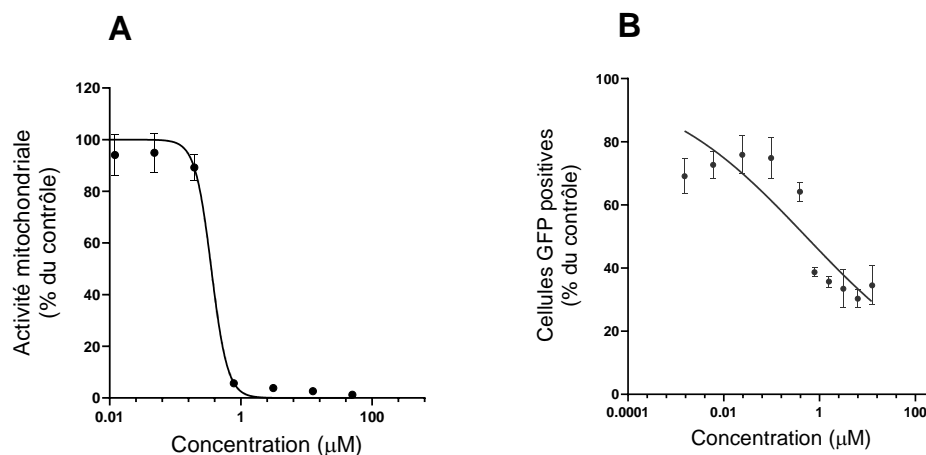 A
Activité mitochondriale
(% du contrôle)
120
100
80
60
40
20
0
0.01
1
100
Concentration (μM)
B
Cellules GFP positives
(% du contrôle)
100
80
60
40
20
0
0.0001
0.01
1
100
Concentration (μM)